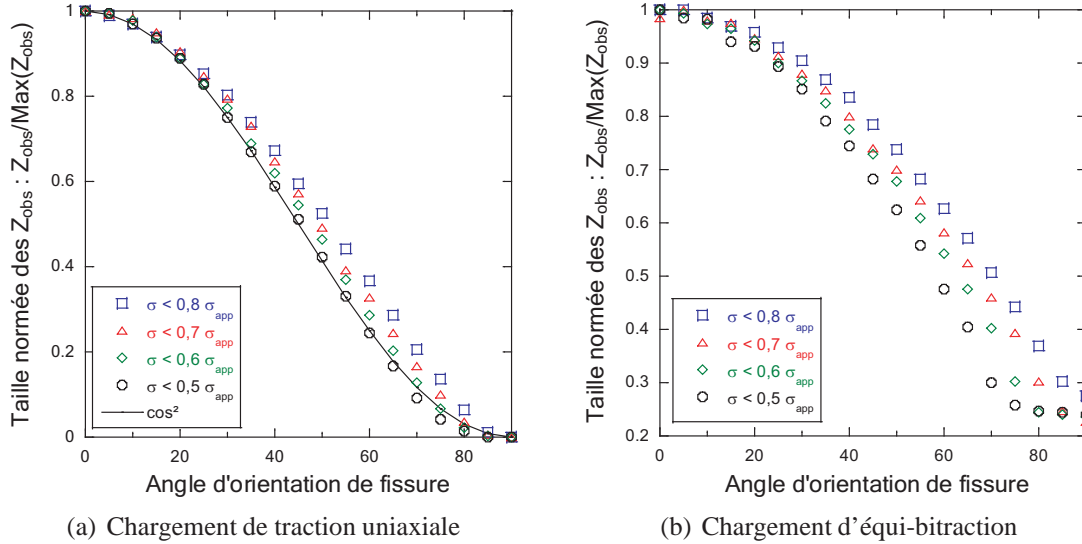 Taille normée des Z_obs : Z_obs/Max(Z_obs)
1
0.8
0.6
0.4
0.2
0
0 20 40 60 80
σ < 0,8 σ_app
σ < 0,7 σ_app
σ < 0,6 σ_app
σ < 0,5 σ_app
cos²
Angle d'orientation de fissure
(a) Chargement de traction uniaxiale
Taille normée des Z_obs : Z_obs/Max(Z_obs)
1
0.9
0.8
0.7
0.6
0.5
0.4
0.3
0.2
0 20 40 60 80
σ < 0,8 σ_app
σ < 0,7 σ_app
σ < 0,6 σ_app
σ < 0,5 σ_app
Angle d'orientation de fissure
(b) Chargement d'équi-bitraction